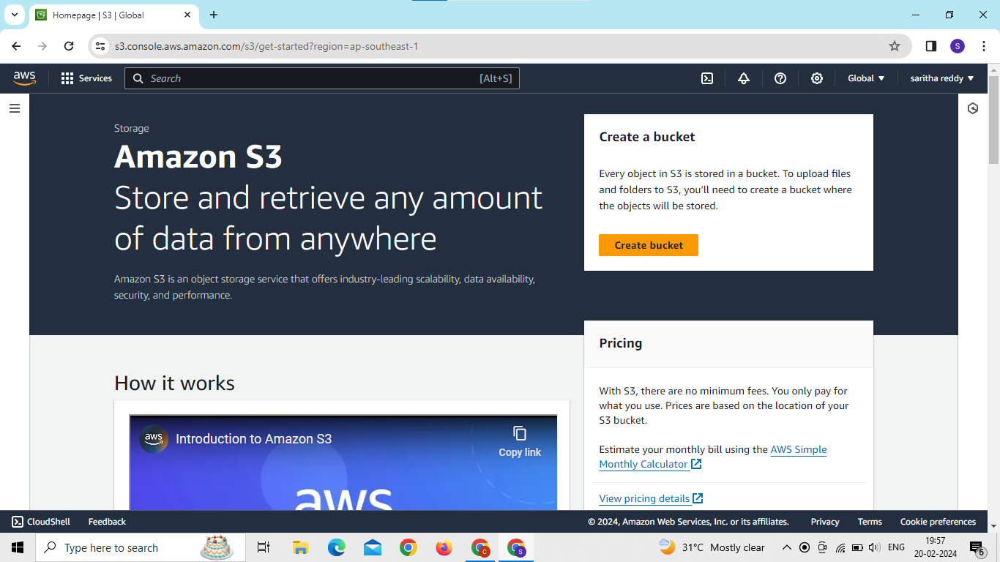 Homepage | S3 | Global
s3.console.aws.amazon.com/s3/get-started?region=ap-southeast-1
S
aws
Services
Search
[Alt+S]
Global
saritha reddy
Storage
Amazon S3
Store and retrieve any amount
of data from anywhere
Amazon S3 is an object storage service that offers industry-leading scalability, data availability,
security, and performance.
Create a bucket
Every object in S3 is stored in a bucket. To upload files
and folders to S3, you'll need to create a bucket where
the objects will be stored.
Create bucket
Pricing
With S3, there are no minimum fees. You only pay for
what you use. Prices are based on the location of your
S3 bucket.
Estimate your monthly bill using the AWS Simple
Monthly Calculator
View pricing details
How it works
aws
Introduction to Amazon S3
Copy link
aws
CloudShell
Feedback
© 2024, Amazon Web Services, Inc. or its affiliates.
Privacy
Terms
Cookie preferences
Type here to search
C
S
31°C Mostly clear
ENG
19:57
20-02-2024
6